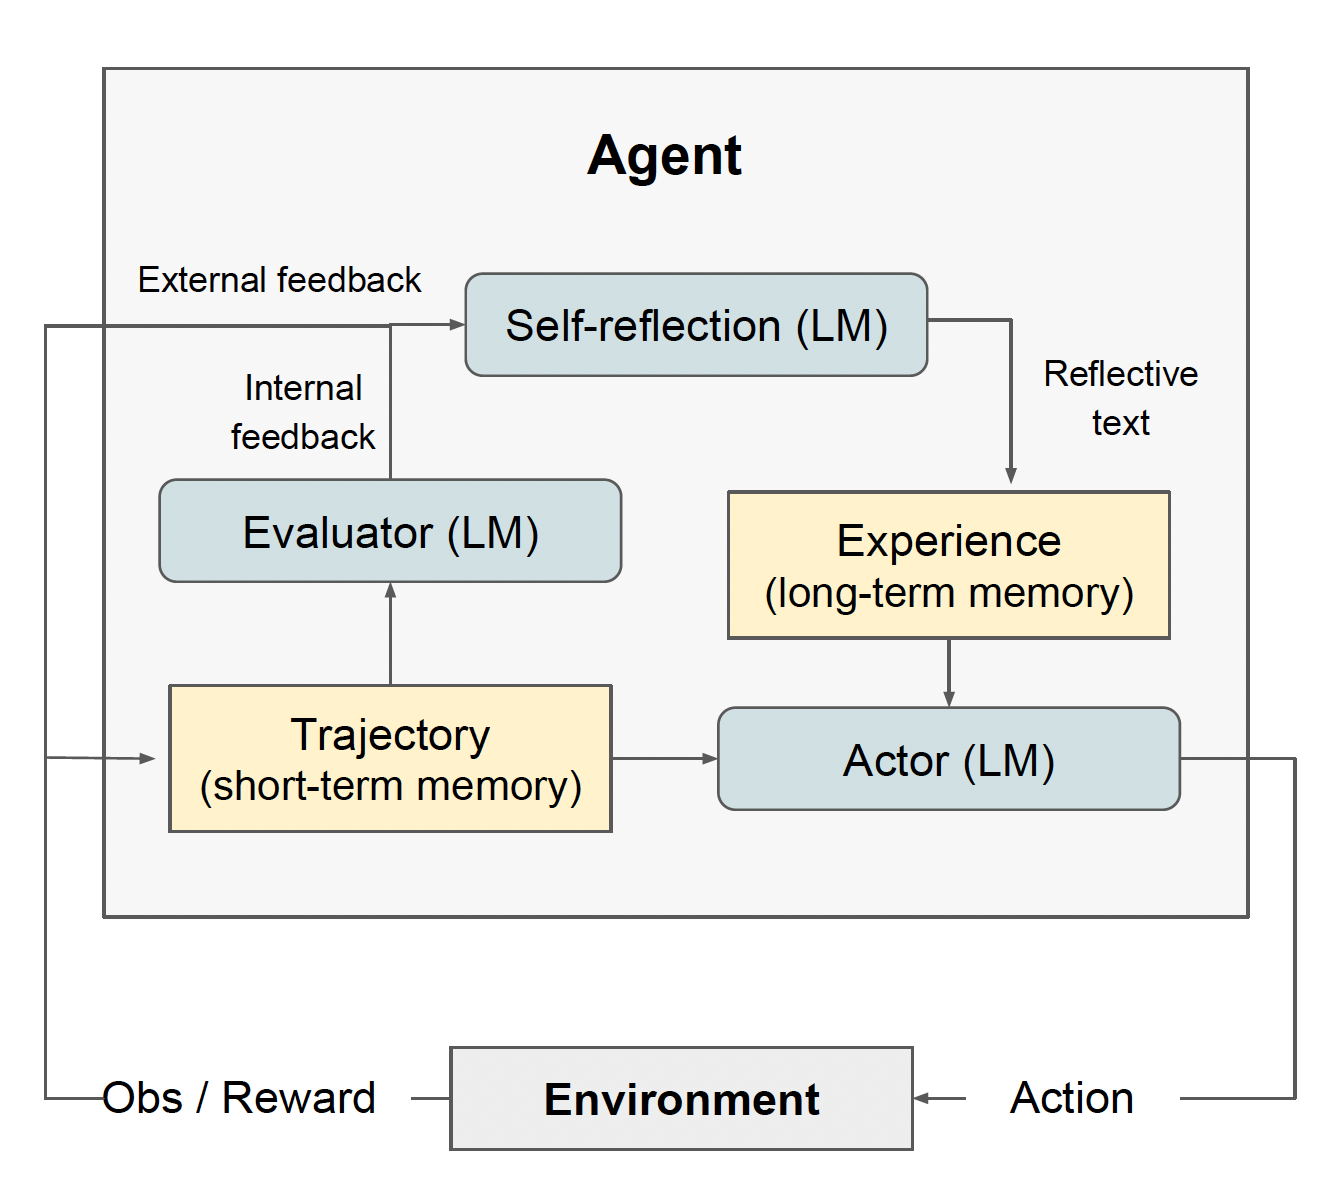 Agent
External feedback
Self-reflection (LM)
Internal
feedback
Reflective
text
Evaluator (LM)
Experience
(long-term memory)
Trajectory
(short-term memory)
Actor (LM)
Obs / Reward
Environment
Action